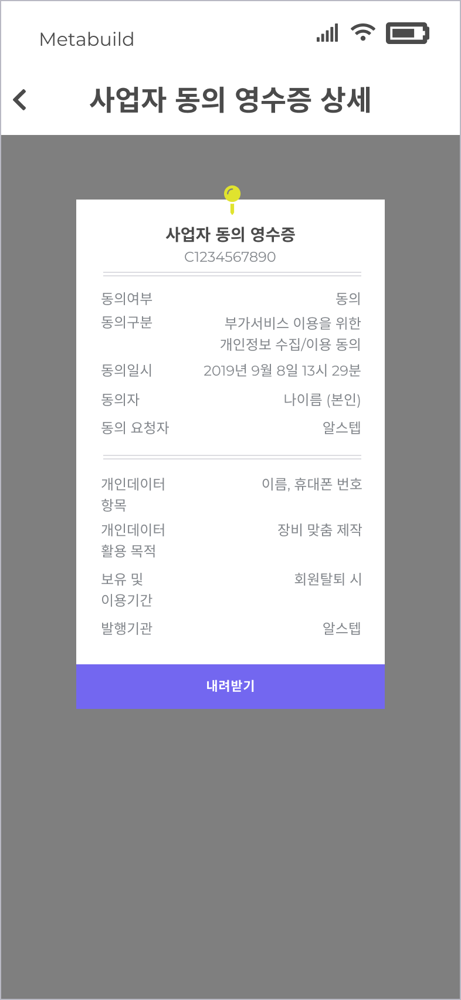 Metabuild
사업자 동의 영수증 상세
사업자 동의 영수증
C1234567890
동의여부 동의
동의구분 부가서비스 이용을 위한
개인정보 수집/이용 동의
동의일시 2019년 9월 8일 13시 29분
동의자 나이름 (본인)
동의 요청자 알스텝
개인데이터 이름, 휴대폰 번호
항목
개인데이터 장비 맞춤 제작
활용 목적
보유 및 회원탈퇴 시
이용기간
발행기관 알스텝
내려받기